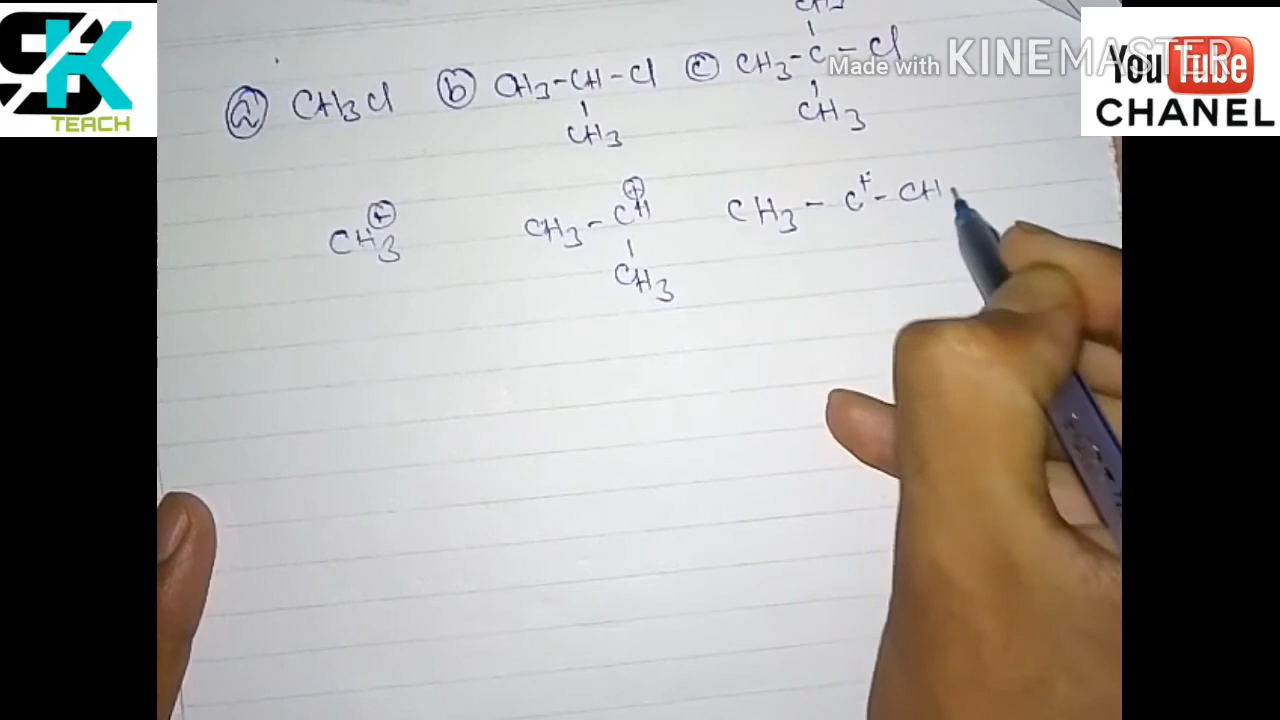 SK
TEACH
YouTube
CHANEL
Made with KINEMASTER
CH3
(a) CH3Cl (b) CH3-CH-Cl (c) CH3-C-Cl
CH3 CH3
CH3⊕ CH3-C⊕H CH3-C+-CH
CH3